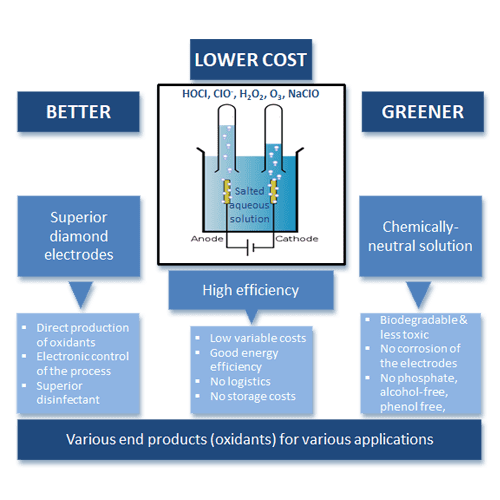 LOWER COST
BETTER
HOCl, ClO⁻, H₂O₂, O₃, NaClO
GREENER
Salted
aqueous
solution
Anode
Cathode
Superior
diamond
electrodes
High efficiency
Chemically-
neutral solution
▪ Direct production
of oxidants
▪ Electronic control
of the process
▪ Superior
disinfectant
▪ Low variable costs
▪ Good energy
efficiency
▪ No logistics
▪ No storage costs
▪ Biodegradable &
less toxic
▪ No corrosion of
the electrodes
▪ No phosphate,
alcohol-free,
phenol free,
Various end products (oxidants) for various applications